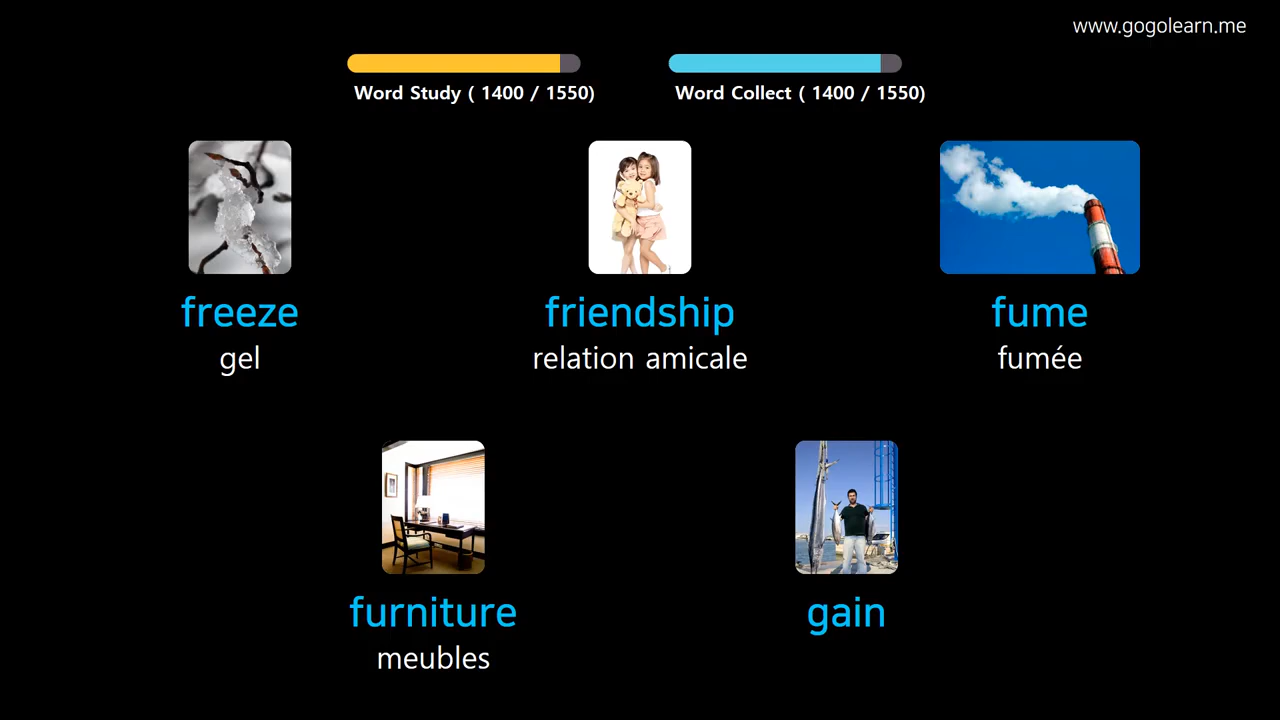 www.gogolearn.me
Word Study ( 1400 / 1550)
Word Collect ( 1400 / 1550)
freeze
gel
friendship
relation amicale
fume
fumée
furniture
meubles
gain